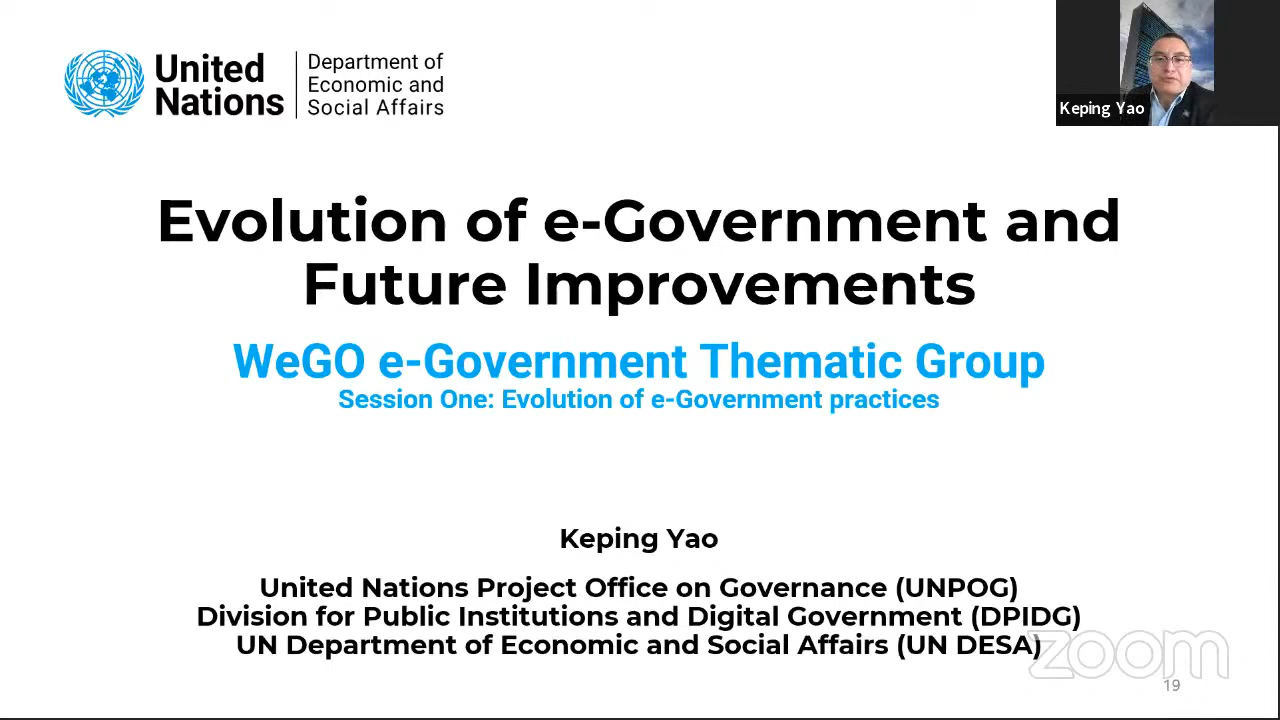 United
Nations
Department of
Economic and
Social Affairs
Keping Yao
Evolution of e-Government and
Future Improvements
WeGO e-Government Thematic Group
Session One: Evolution of e-Government practices
Keping Yao
United Nations Project Office on Governance (UNPOG)
Division for Public Institutions and Digital Government (DPIDG)
UN Department of Economic and Social Affairs (UN DESA)
zoom
19